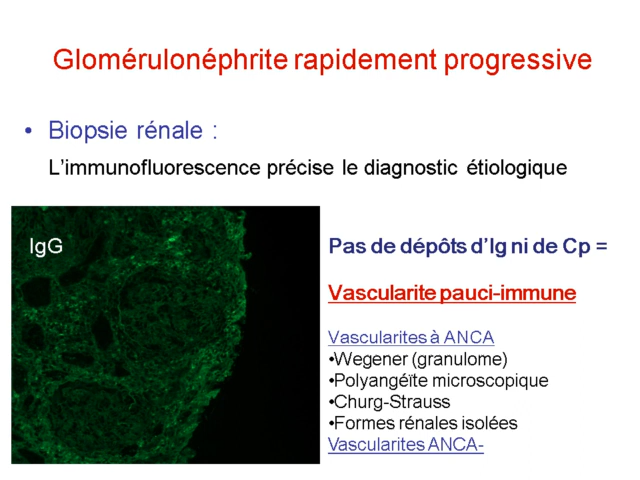 Glomérulonéphrite rapidement progressive
• Biopsie rénale :
L'immunofluorescence précise le diagnostic étiologique
IgG
Pas de dépôts d'Ig ni de Cp =
Vascularite pauci-immune
Vascularites à ANCA
•Wegener (granulome)
•Polyangéïte microscopique
•Churg-Strauss
•Formes rénales isolées
Vascularites ANCA-